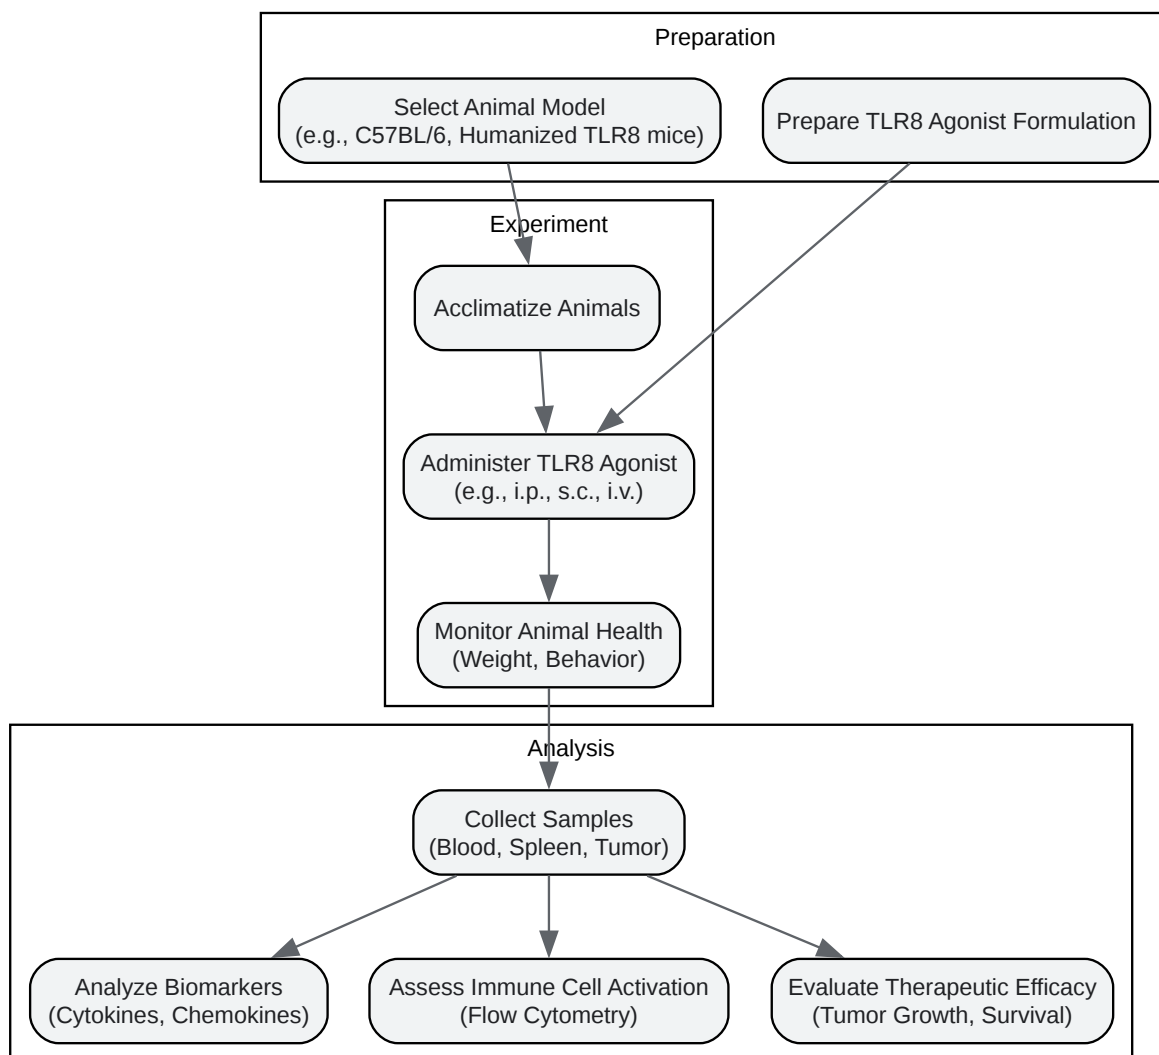 Preparation
Select Animal Model
(e.g., C57BL/6, Humanized TLR8 mice)
Prepare TLR8 Agonist Formulation
Experiment
Acclimatize Animals
Administer TLR8 Agonist
(e.g., i.p., s.c., i.v.)
Monitor Animal Health
(Weight, Behavior)
Analysis
Collect Samples
(Blood, Spleen, Tumor)
Analyze Biomarkers
(Cytokines, Chemokines)
Assess Immune Cell Activation
(Flow Cytometry)
Evaluate Therapeutic Efficacy
(Tumor Growth, Survival)